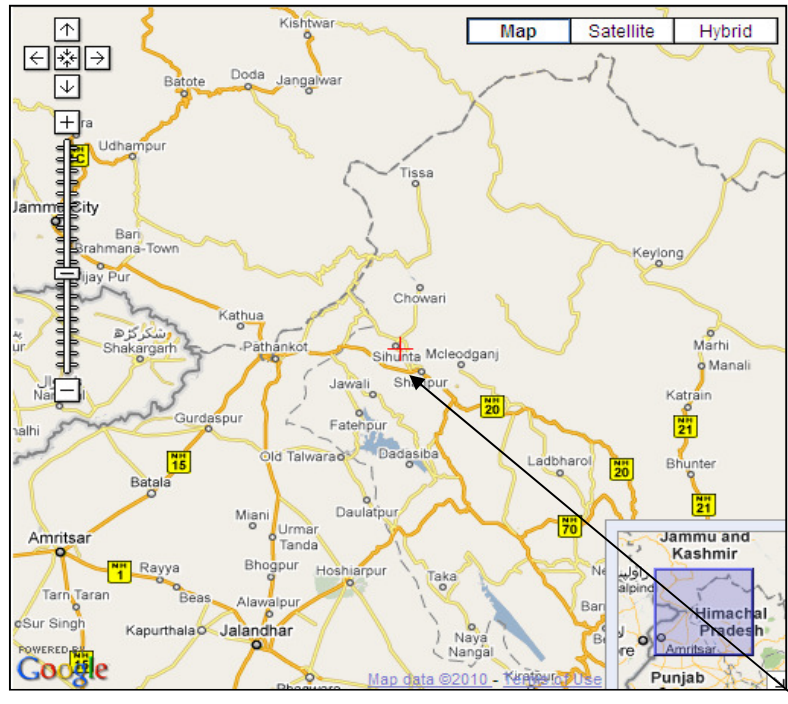 Kishtwar
Map Satellite Hybrid
Batote Doda Jangalwar
Udhampur
Tissa
Bari
Brahmana-Town
Keylong
Chowari
Kathua
شکرگڑھ
Shakargarh
Pathankot
Sihunta Mcleodganj
Marhi
Manali
Jawali
Katrain
Gurdaspur
NH
20
Fatehpur
NH
21
NH
15
Old Talwara
Dadasiba
Ladbharol
NH
20
Bhunter
Batala
NH
21
Miani
Daulatpur
NH
70
Amritsar
Urmar
Tanda
Jammu and
Kashmir
NH
1
Rayya
Bhogpur
Hoshiarpur
Taka
Tarn Taran
Beas
Alawalpur
Himachal
Pradesh
Sur Singh
Kapurthala
Jalandhar
Naya
Nangal
Amritsar
POWERED BY
Google
Punjab
Map data ©2010 - Terms of Use